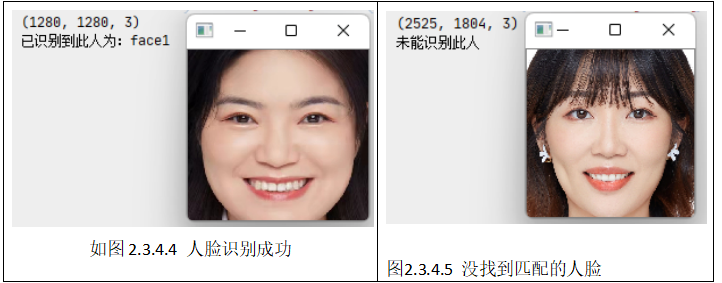 (1280, 1280, 3)
已识别到此人为：face1
如图 2.3.4.4 人脸识别成功
(2525, 1804, 3)
未能识别此人
图2.3.4.5 没找到匹配的人脸